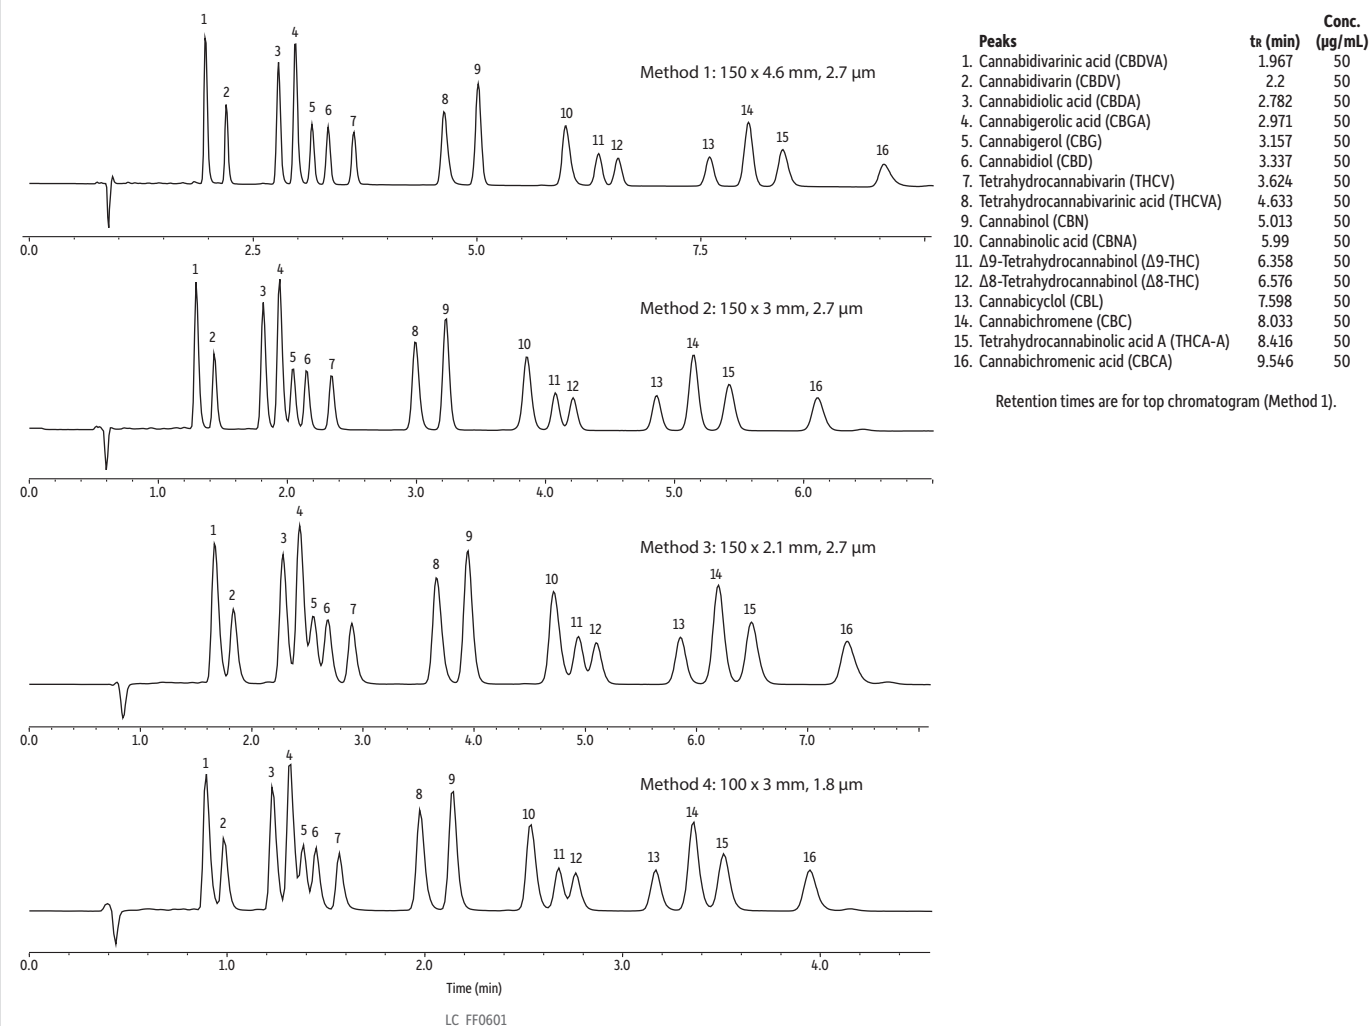 1
2
3
4
5
6
7
8
9
10
11
12
13
14
15
16
Method 1: 150 x 4.6 mm, 2.7 µm
0.0 2.5 5.0 7.5
1
2
3
4
5
6
7
8
9
10
11
12
13
14
15
16
Method 2: 150 x 3 mm, 2.7 µm
0.0 1.0 2.0 3.0 4.0 5.0 6.0
1
2
3
4
5
6
7
8
9
10
11
12
13
14
15
16
Method 3: 150 x 2.1 mm, 2.7 µm
0.0 1.0 2.0 3.0 4.0 5.0 6.0 7.0
1
2
3
4
5
6
7
8
9
10
11
12
13
14
15
16
Method 4: 100 x 3 mm, 1.8 µm
0.0 1.0 2.0 3.0 4.0
Time (min)
LC_FF0601
Conc.
Peaks tR (min) (µg/mL)
1. Cannabidivarinic acid (CBDVA) 1.967 50
2. Cannabidivarin (CBDV) 2.2 50
3. Cannabidiolic acid (CBDA) 2.782 50
4. Cannabigerolic acid (CBGA) 2.971 50
5. Cannabigerol (CBG) 3.157 50
6. Cannabidiol (CBD) 3.337 50
7. Tetrahydrocannabivarin (THCV) 3.624 50
8. Tetrahydrocannabivarinic acid (THCVA) 4.633 50
9. Cannabinol (CBN) 5.013 50
10. Cannabinolic acid (CBNA) 5.99 50
11. Δ9-Tetrahydrocannabinol (Δ9-THC) 6.358 50
12. Δ8-Tetrahydrocannabinol (Δ8-THC) 6.576 50
13. Cannabicyclol (CBL) 7.598 50
14. Cannabichromene (CBC) 8.033 50
15. Tetrahydrocannabinolic acid A (THCA-A) 8.416 50
16. Cannabichromenic acid (CBCA) 9.546 50
Retention times are for top chromatogram (Method 1).